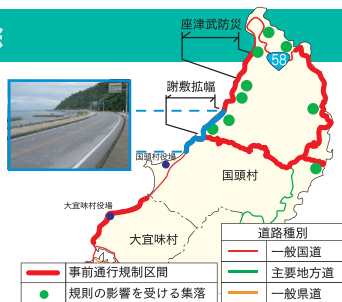 座津武防災
58
謝敷拡幅
国頭村役場
国頭村
大宜味村役場
大宜味村
道路種別
一般国道
主要地方道
一般県道
事前通行規制区間
規則の影響を受ける集落